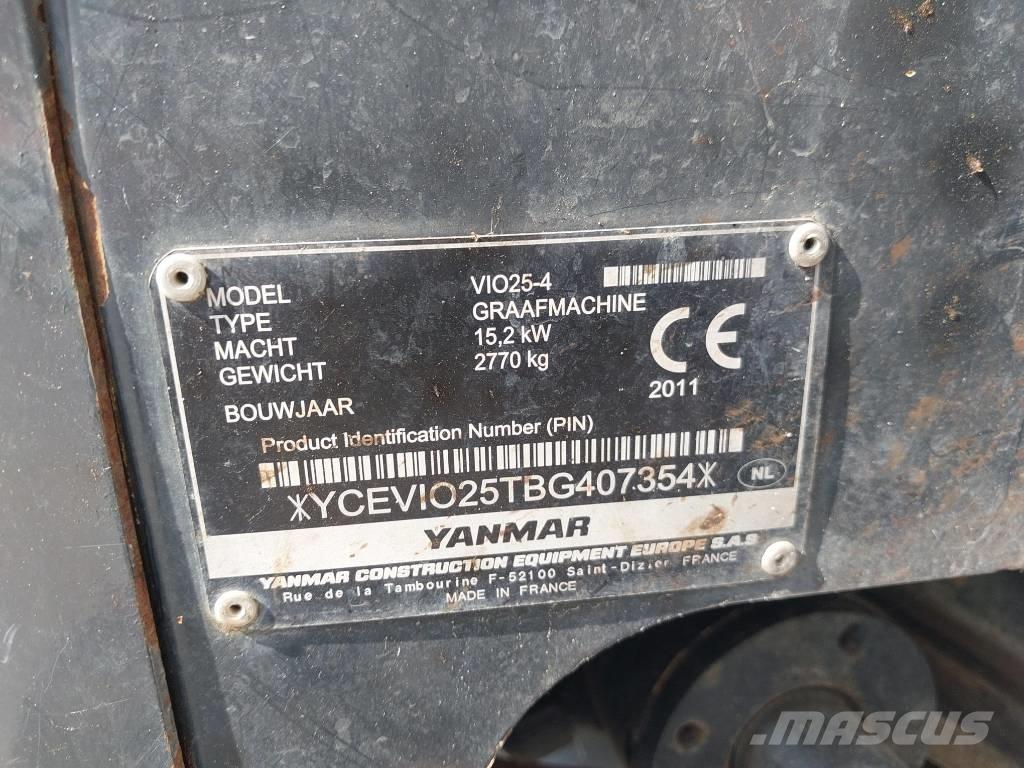 MODEL VIO25-4
TYPE GRAAFMACHINE
MACHT 15,2 kW
GEWICHT 2770 kg
CE
BOUWJAAR 2011
Product Identification Number (PIN)
*YCEVIO25TBG407354*
NL
YANMAR
YANMAR CONSTRUCTION EQUIPMENT EUROPE S.A.S
Rue de la Tambourine F-52100 Saint-Dizier FRANCE
MADE IN FRANCE
MASCUS